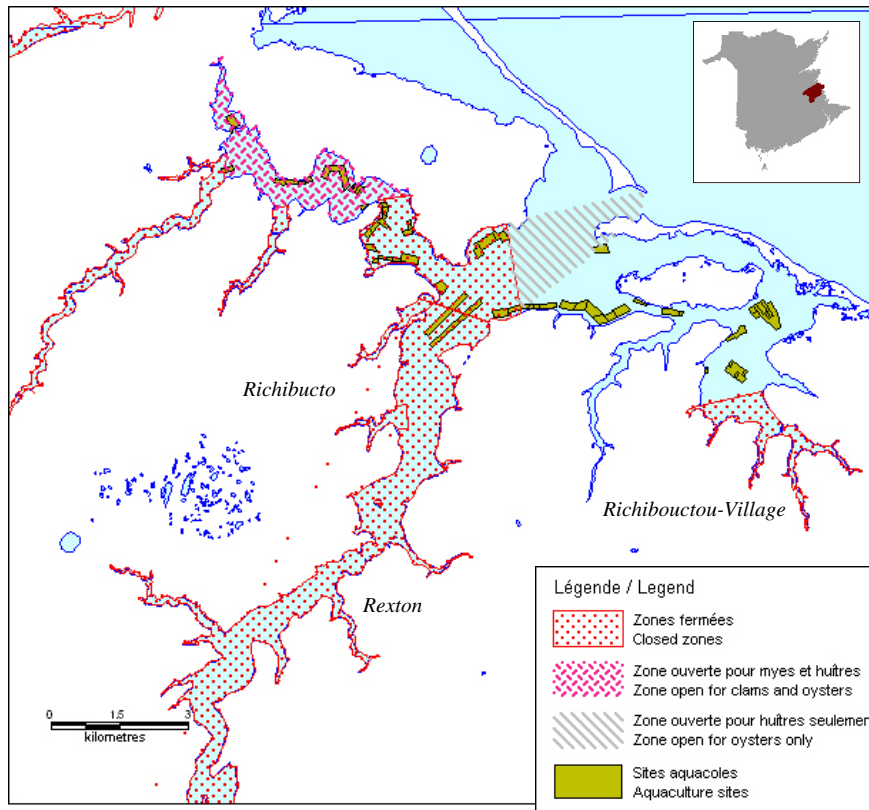 Richibucto
Richibouctou-Village
Rexton
0 1.5 3
kilometres
Légende / Legend
Zones fermées
Closed zones
Zone ouverte pour myes et huîtres
Zone open for clams and oysters
Zone ouverte pour huîtres seulemen
Zone open for oysters only
Sites aquacoles
Aquaculture sites